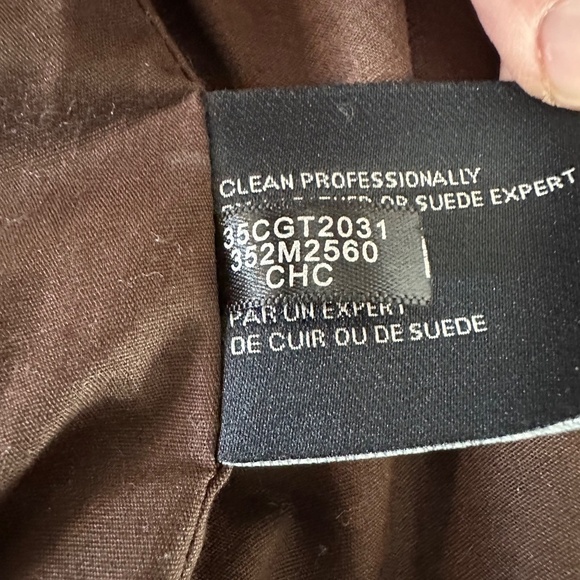 CLEAN PROFESSIONALLY
OR SUEDE EXPERT
35CGT2031
352M2560
CHC
PAR UN EXPERT
DE CUIR OU DE SUEDE